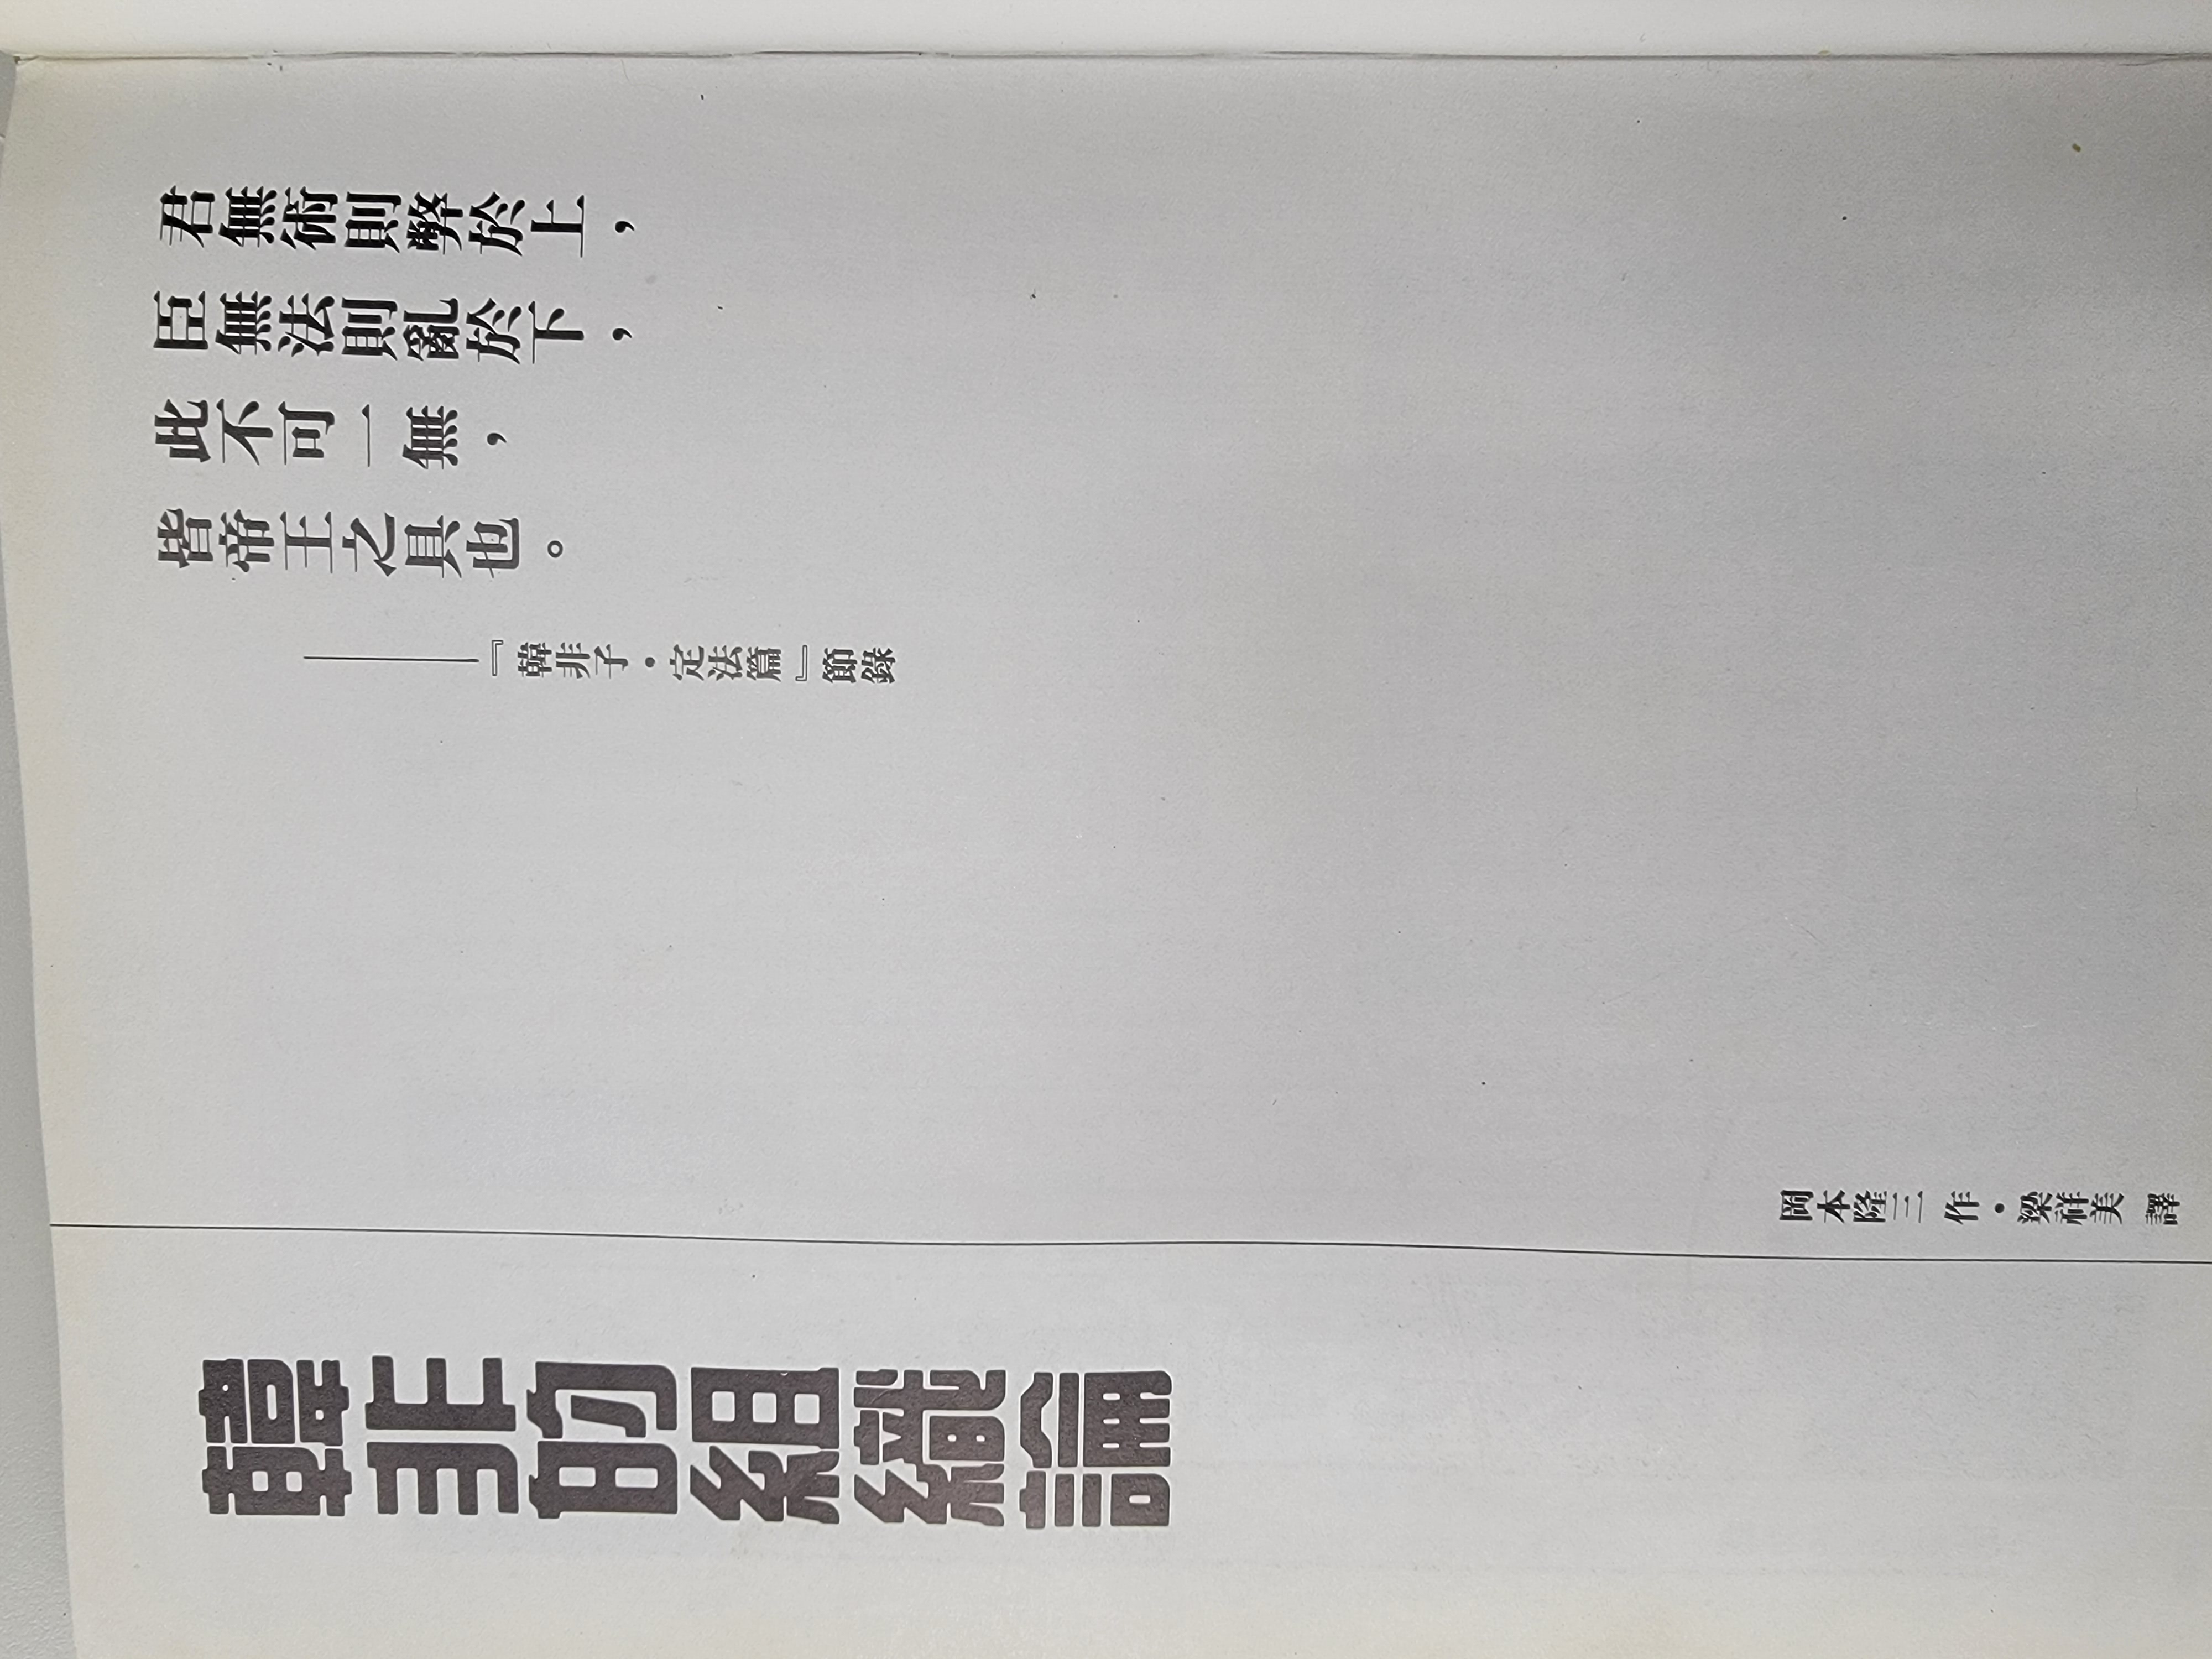 君無術則弊於上，
臣無法則亂於下，
此不可一無，
皆帝王之具也。
——『韓非子・定法篇』節錄
岡本隆三 作・梁祥美 譯
韓非的組織論